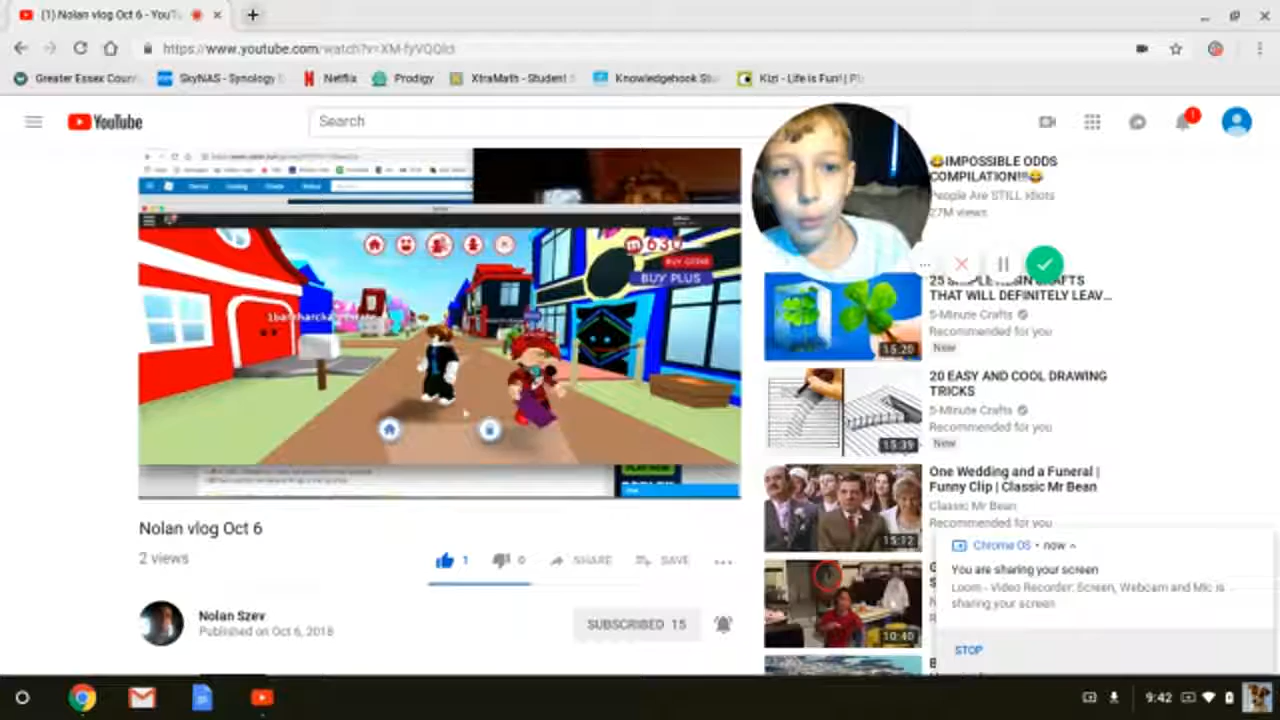 (1) Nolan vlog Oct 6 - YouTu
https://www.youtube.com/watch?v=XM-fyVQQlcI
Greater Essex Coun
SkyNAS - Synology
Netflix
Prodigy
XtraMath - Student
Knowledgehook Stu
Kizi - Life is Fun! | Pl
YouTube
Search
1
BUY COINS
BUY PLUS
😂IMPOSSIBLE ODDS
COMPILATION!!!😂
People Are STILL Idiots
27M views
THAT WILL DEFINITELY LEAV...
5-Minute Crafts
Recommended for you
15:20
New
20 EASY AND COOL DRAWING
TRICKS
5-Minute Crafts
Recommended for you
15:39
New
One Wedding and a Funeral |
Funny Clip | Classic Mr Bean
Classic Mr Bean
Recommended for you
15:12
10:40
Nolan vlog Oct 6
2 views
1
0
SHARE
SAVE
Nolan Szev
Published on Oct 6, 2018
SUBSCRIBED 15
Chrome OS • now
You are sharing your screen
Loom - Video Recorder: Screen, Webcam and Mic is
sharing your screen
STOP
9:42